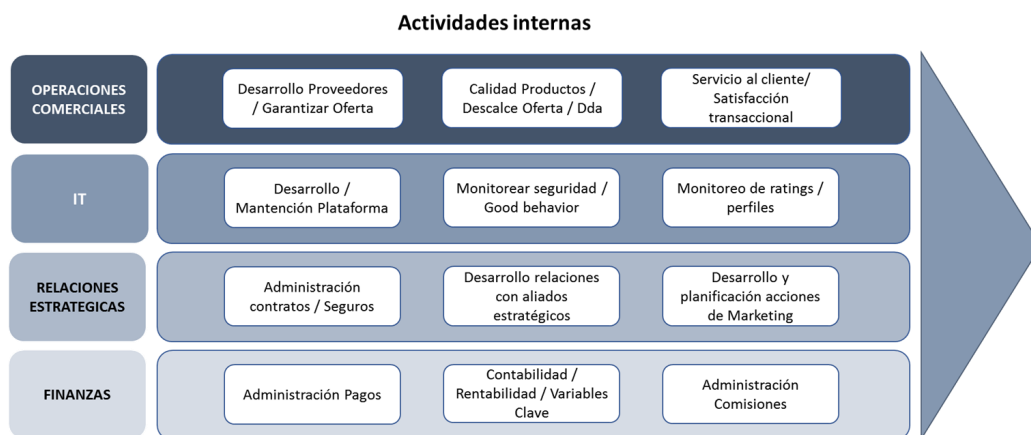 Actividades internas
OPERACIONES
COMERCIALES
Desarrollo Proveedores
/ Garantizar Oferta
Calidad Productos /
Descalce Oferta / Dda
Servicio al cliente/
Satisfacción
transaccional
IT
Desarrollo /
Mantención Plataforma
Monitorear seguridad /
Good behavior
Monitoreo de ratings /
perfiles
RELACIONES
ESTRATEGICAS
Administración
contratos / Seguros
Desarrollo relaciones
con aliados
estratégicos
Desarrollo y
planificación acciones
de Marketing
FINANZAS
Administración Pagos
Contabilidad /
Rentabilidad / Variables
Clave
Administración
Comisiones